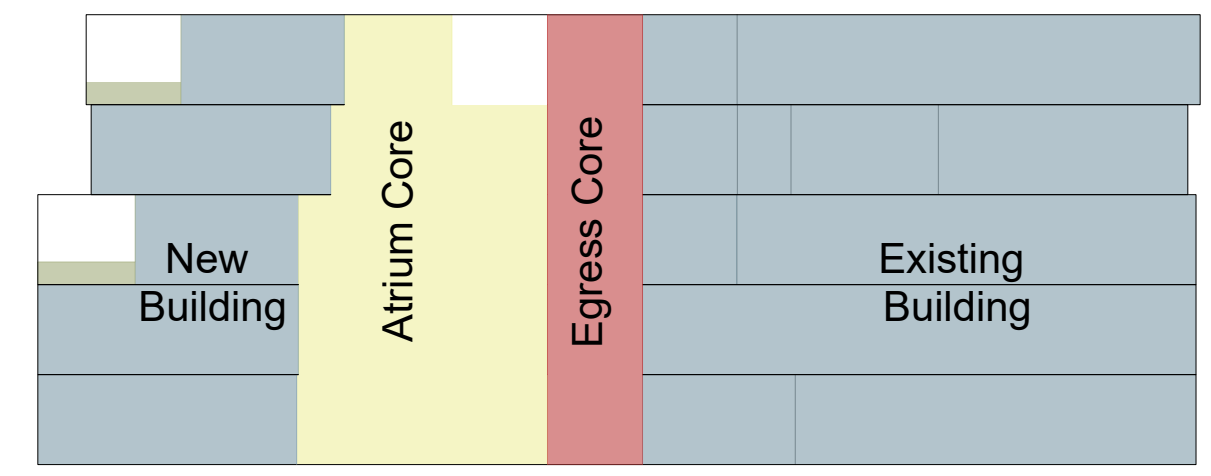 New
Building
Atrium Core
Egress Core
Existing
Building